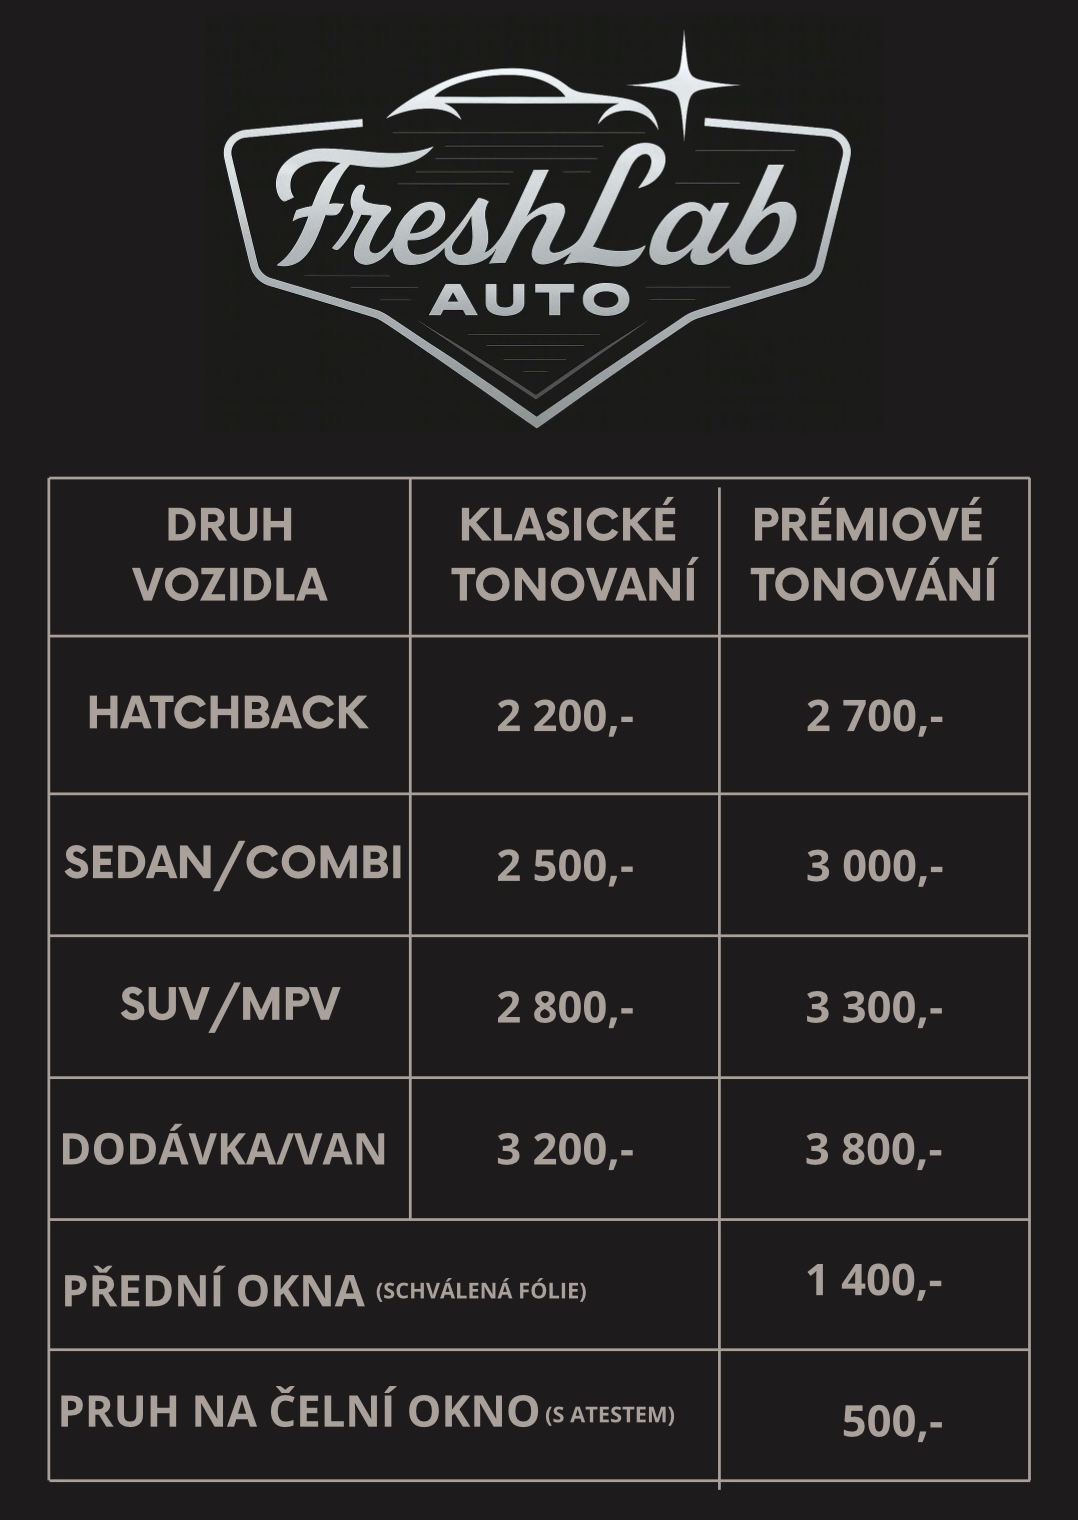 FreshLab
AUTO
DRUH VOZIDLA
KLASICKÉ TONOVANÍ
PRÉMIOVÉ TONOVÁNÍ
HATCHBACK 2 200,- 2 700,-
SEDAN/COMBI 2 500,- 3 000,-
SUV/MPV 2 800,- 3 300,-
DODÁVKA/VAN 3 200,- 3 800,-
PŘEDNÍ OKNA (SCHVÁLENÁ FÓLIE) 1 400,-
PRUH NA ČELNÍ OKNO (S ATESTEM) 500,-